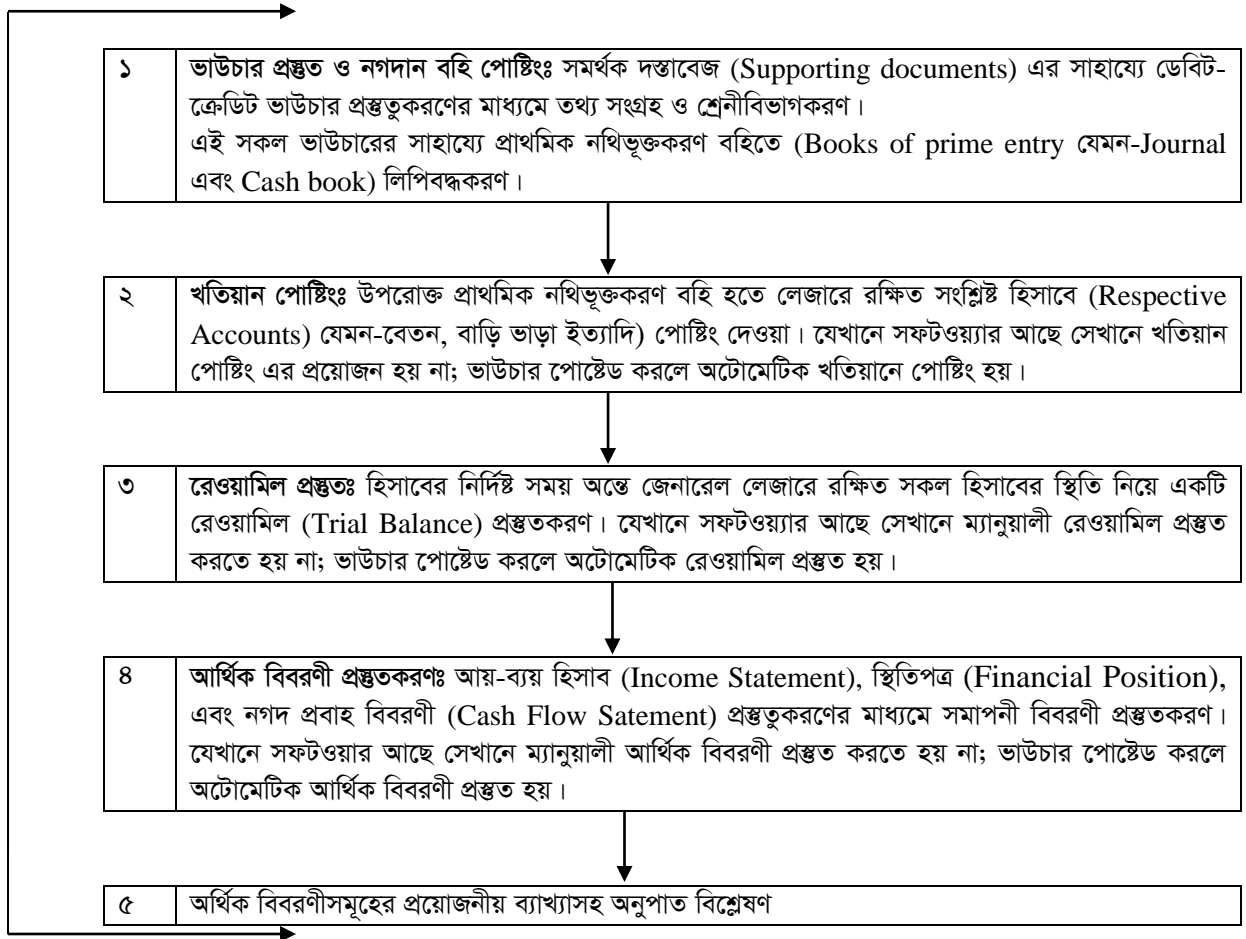 ১ ভাউচার প্রস্তুত ও নগদান বহি পোষ্টিংঃ সমর্থক দস্তাবেজ (Supporting documents) এর সাহায্যে ডেবিট-
ক্রেডিট ভাউচার প্রস্তুতুকরণের মাধ্যমে তথ্য সংগ্রহ ও শ্রেনীবিভাগকরণ।
এই সকল ভাউচারের সাহায্যে প্রাথমিক নথিভূক্তকরণ বহিতে (Books of prime entry যেমন-Journal
এবং Cash book) লিপিবদ্ধকরণ।
২ খতিয়ান পোষ্টিংঃ উপরোক্ত প্রাথমিক নথিভূক্তকরণ বহি হতে লেজারে রক্ষিত সংশ্লিষ্ট হিসাবে (Respective
Accounts) যেমন-বেতন, বাড়ি ভাড়া ইত্যাদি) পোষ্টিং দেওয়া। যেখানে সফটওয়্যার আছে সেখানে খতিয়ান
পোষ্টিং এর প্রয়োজন হয় না; ভাউচার পোষ্টেড করলে অটোমেটিক খতিয়ানে পোষ্টিং হয়।
৩ রেওয়ামিল প্রস্তুতঃ হিসাবের নির্দিষ্ট সময় অন্তে জেনারেল লেজারে রক্ষিত সকল হিসাবের স্থিতি নিয়ে একটি
রেওয়ামিল (Trial Balance) প্রস্তুতকরণ। যেখানে সফটওয়্যার আছে সেখানে ম্যানুয়ালী রেওয়ামিল প্রস্তুত
করতে হয় না; ভাউচার পোষ্টেড করলে অটোমেটিক রেওয়ামিল প্রস্তুত হয়।
৪ আর্থিক বিবরণী প্রস্তুতকরণঃ আয়-ব্যয় হিসাব (Income Statement), স্থিতিপত্র (Financial Position),
এবং নগদ প্রবাহ বিবরণী (Cash Flow Satement) প্রস্তুতুকরণের মাধ্যমে সমাপনী বিবরণী প্রস্তুতকরণ।
যেখানে সফটওয়ার আছে সেখানে ম্যানুয়ালী আর্থিক বিবরণী প্রস্তুত করতে হয় না; ভাউচার পোষ্টেড করলে
অটোমেটিক আর্থিক বিবরণী প্রস্তুত হয়।
৫ অর্থিক বিবরণীসমূহের প্রয়োজনীয় ব্যাখ্যাসহ অনুপাত বিশ্লেষণ